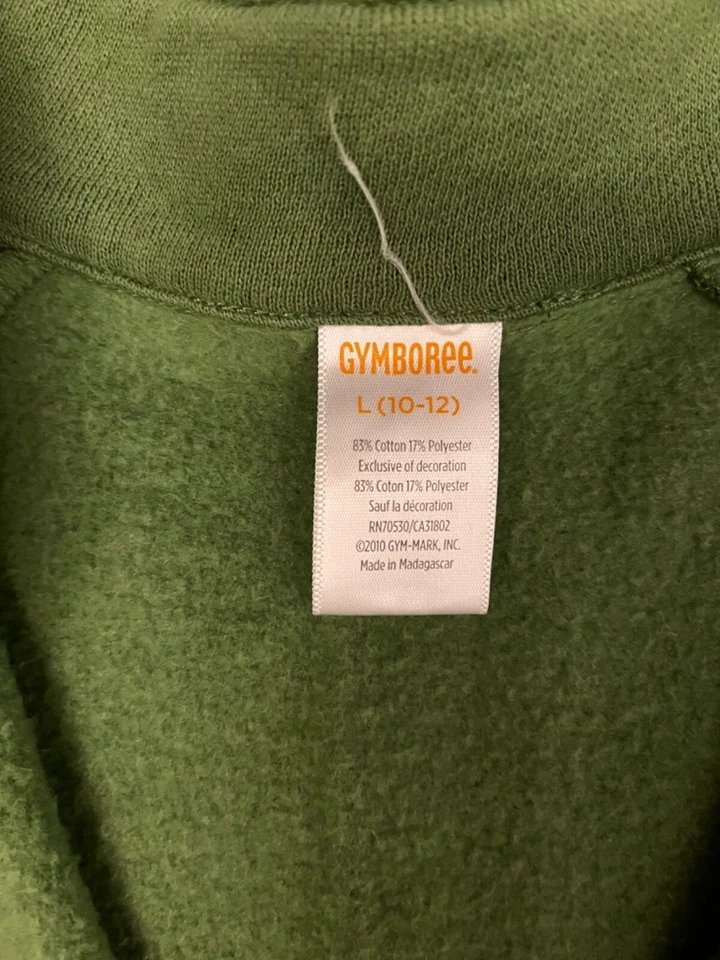 GYMBOREE.
L (10-12)
83% Cotton 17% Polyester
Exclusive of decoration
83% Coton 17% Polyester
Sauf la décoration
RN70530/CA31802
©2010 GYM-MARK, INC.
Made in Madagascar